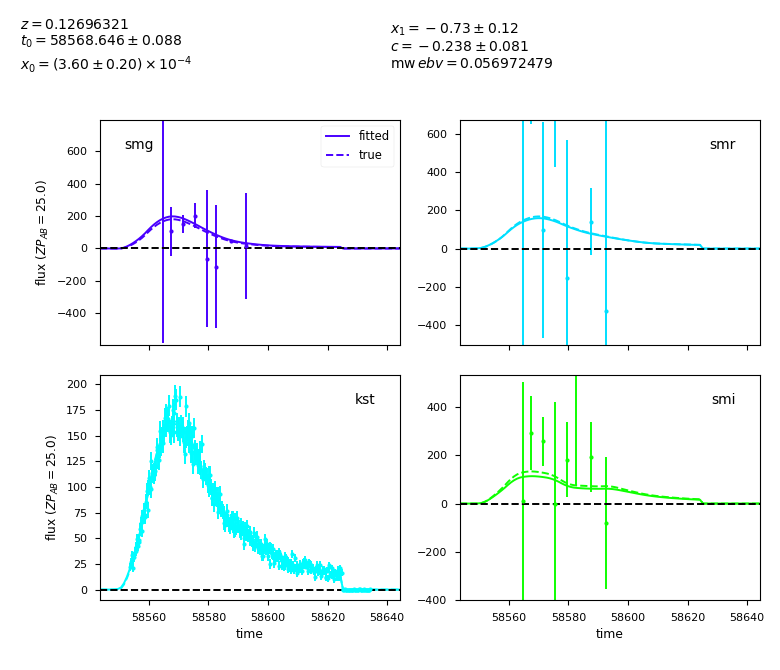 z = 0.12696321
t₀ = 58568.646 ± 0.088
x₀ = (3.60 ± 0.20) × 10⁻⁴
x₁ = −0.73 ± 0.12
c = −0.238 ± 0.081
mw ebv = 0.056972479
smg
fitted
true
600
400
200
0
−200
−400
flux (ZP_AB = 25.0)
smr
600
400
200
0
−200
−400
kst
200
175
150
125
100
75
50
25
0
flux (ZP_AB = 25.0)
58560 58580 58600 58620 58640
time
smi
400
200
0
−200
−400
58560 58580 58600 58620 58640
time